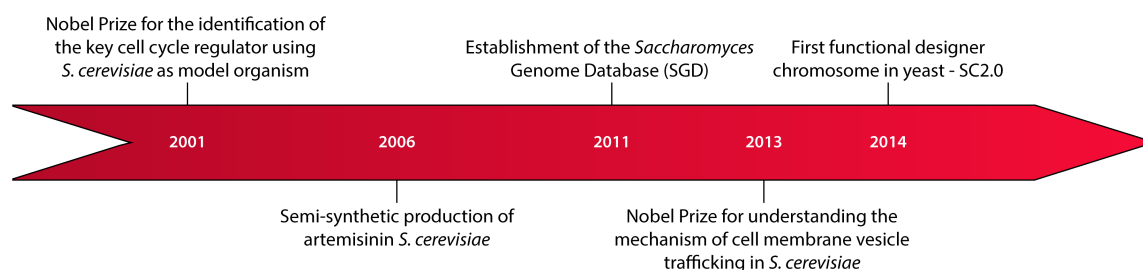 Nobel Prize for the identification of
the key cell cycle regulator using
S. cerevisiae as model organism
Establishment of the Saccharomyces
Genome Database (SGD)
First functional designer
chromosome in yeast - SC2.0
2001
2006
2011
2013
2014
Semi-synthetic production of
artemisinin S. cerevisiae
Nobel Prize for understanding the
mechanism of cell membrane vesicle
trafficking in S. cerevisiae